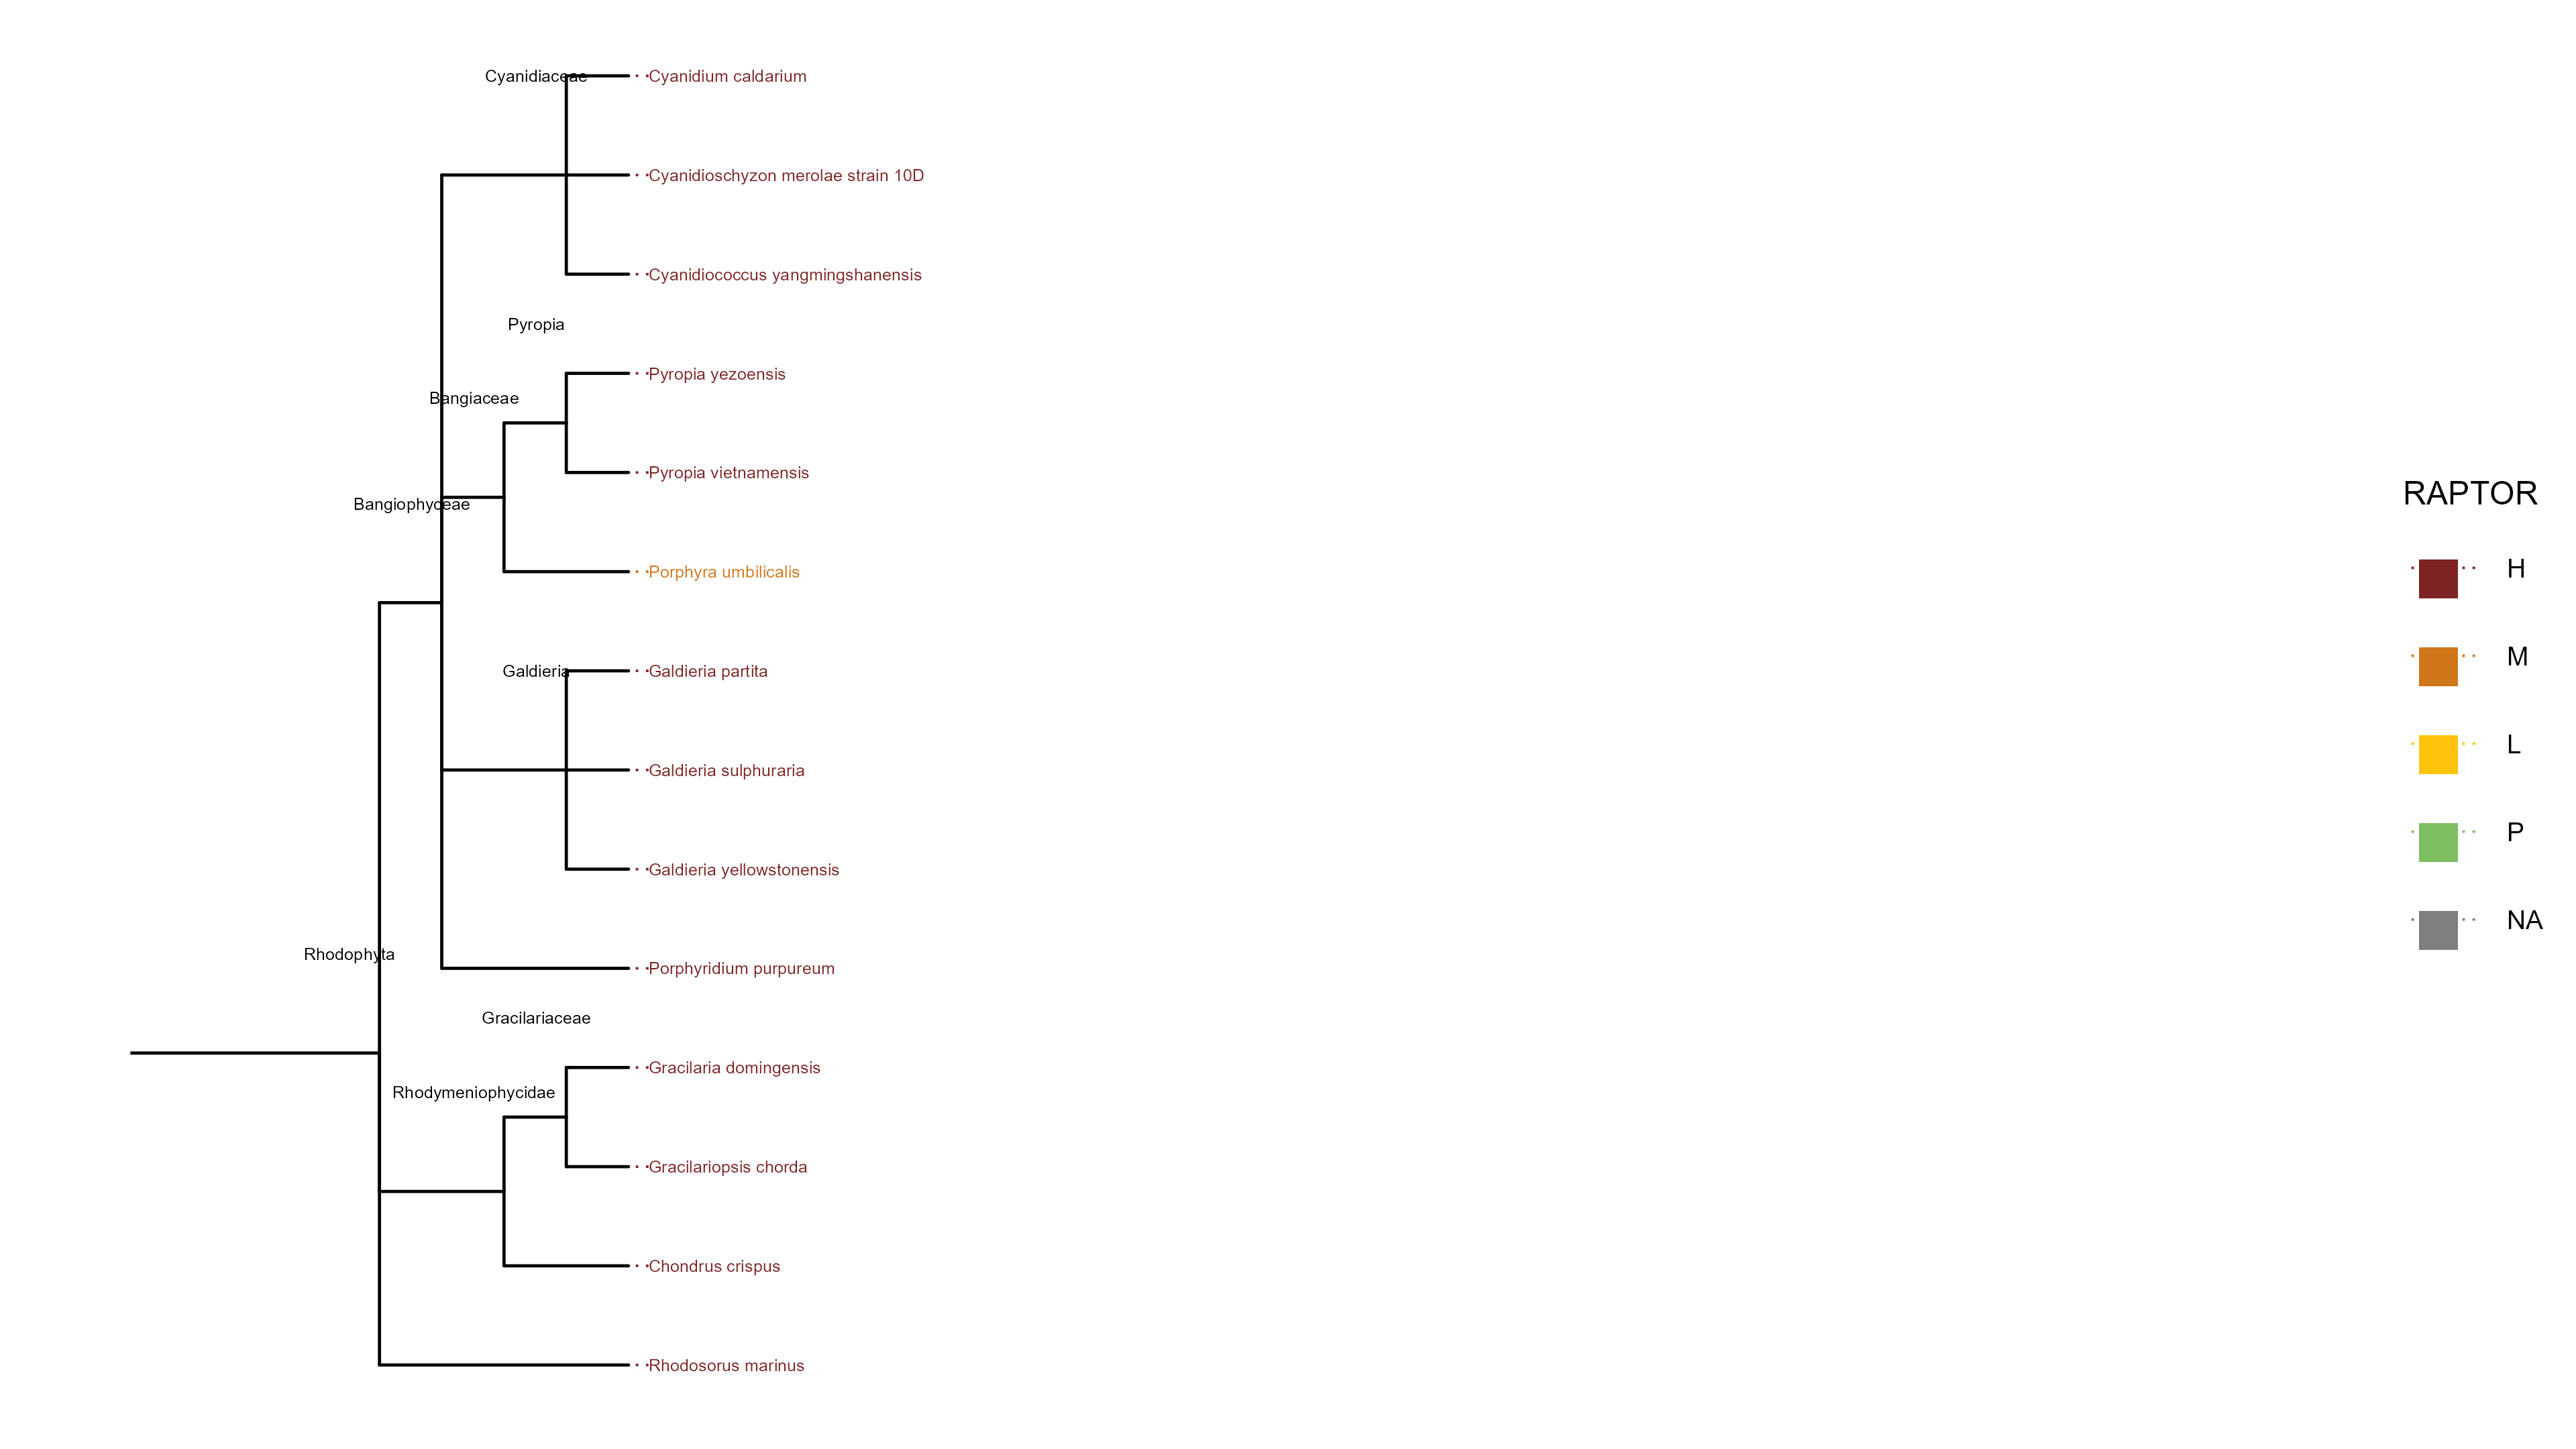 Cyanidiaceae
Cyanidium caldarium
Cyanidioschyzon merolae strain 10D
Cyanidiococcus yangmingshanensis
Pyropia
Pyropia yezoensis
Bangiaceae
Pyropia vietnamensis
Bangiophyceae
Porphyra umbilicalis
Galdieria
Galdieria partita
Galdieria sulphuraria
Galdieria yellowstonensis
Rhodophyta
Porphyridium purpureum
Gracilariaceae
Gracilaria domingensis
Rhodymeniophycidae
Gracilariopsis chorda
Chondrus crispus
Rhodosorus marinus
RAPTOR
H
M
L
P
NA